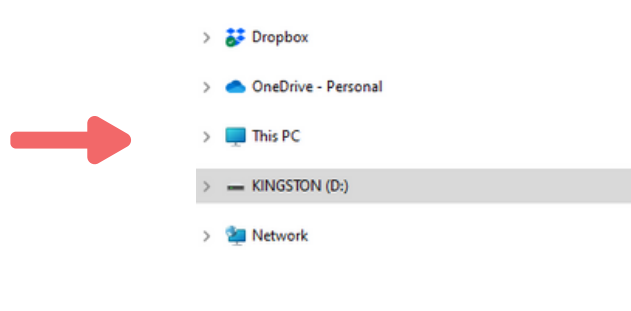 Dropbox
OneDrive - Personal
This PC
KINGSTON (D:)
Network